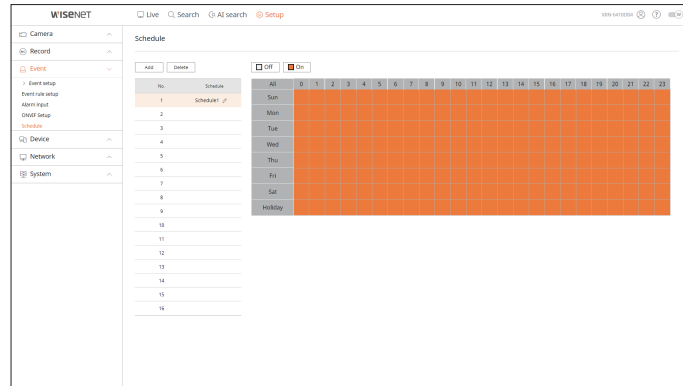 WISENET
Live Search AI search Setup
Camera
Record
Event
> Event setup
Event rule setup
Alarm input
ONVIF Setup
Schedule
Device
Network
System
Schedule
Add Delete
No. Schedule
1 Schedule1
2
3
4
5
6
7
8
9
10
11
12
13
14
15
16
Off On
All 0 1 2 3 4 5 6 7 8 9 10 11 12 13 14 15 16 17 18 19 20 21 22 23
Sun
Mon
Tue
Wed
Thu
Fri
Sat
Holiday